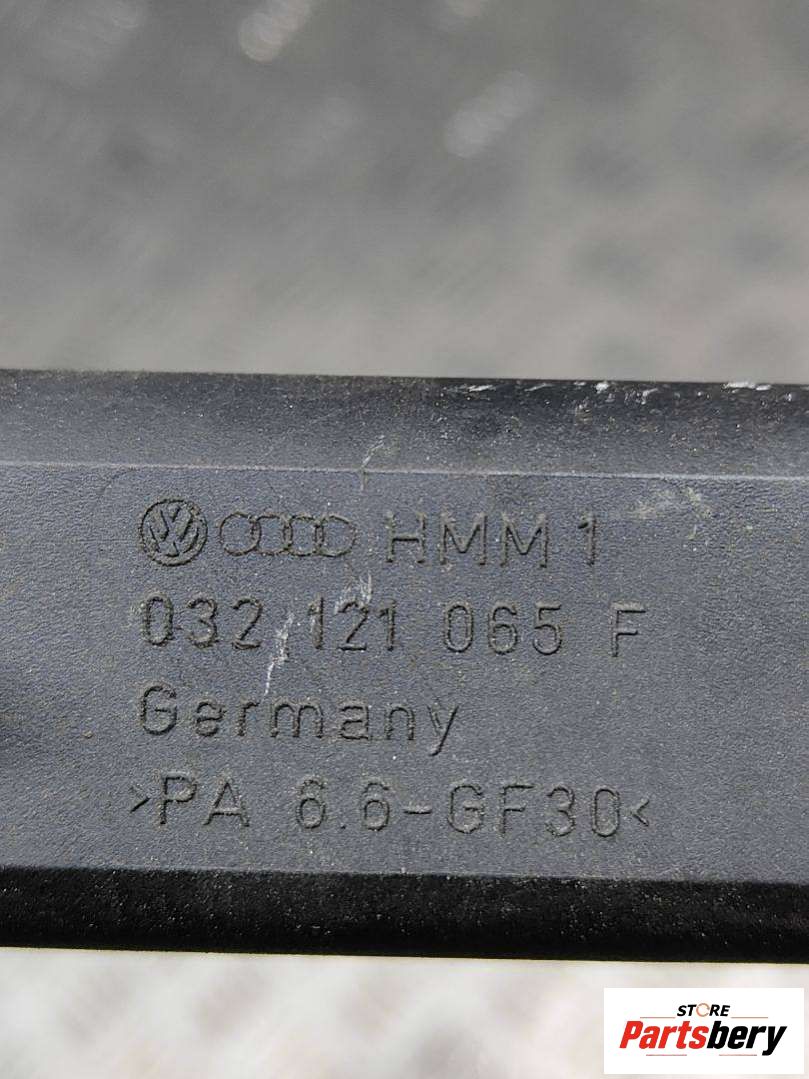 HMM 1
032 121 065 F
Germany
>PA 6.6-GF30<
STORE
Partsbery